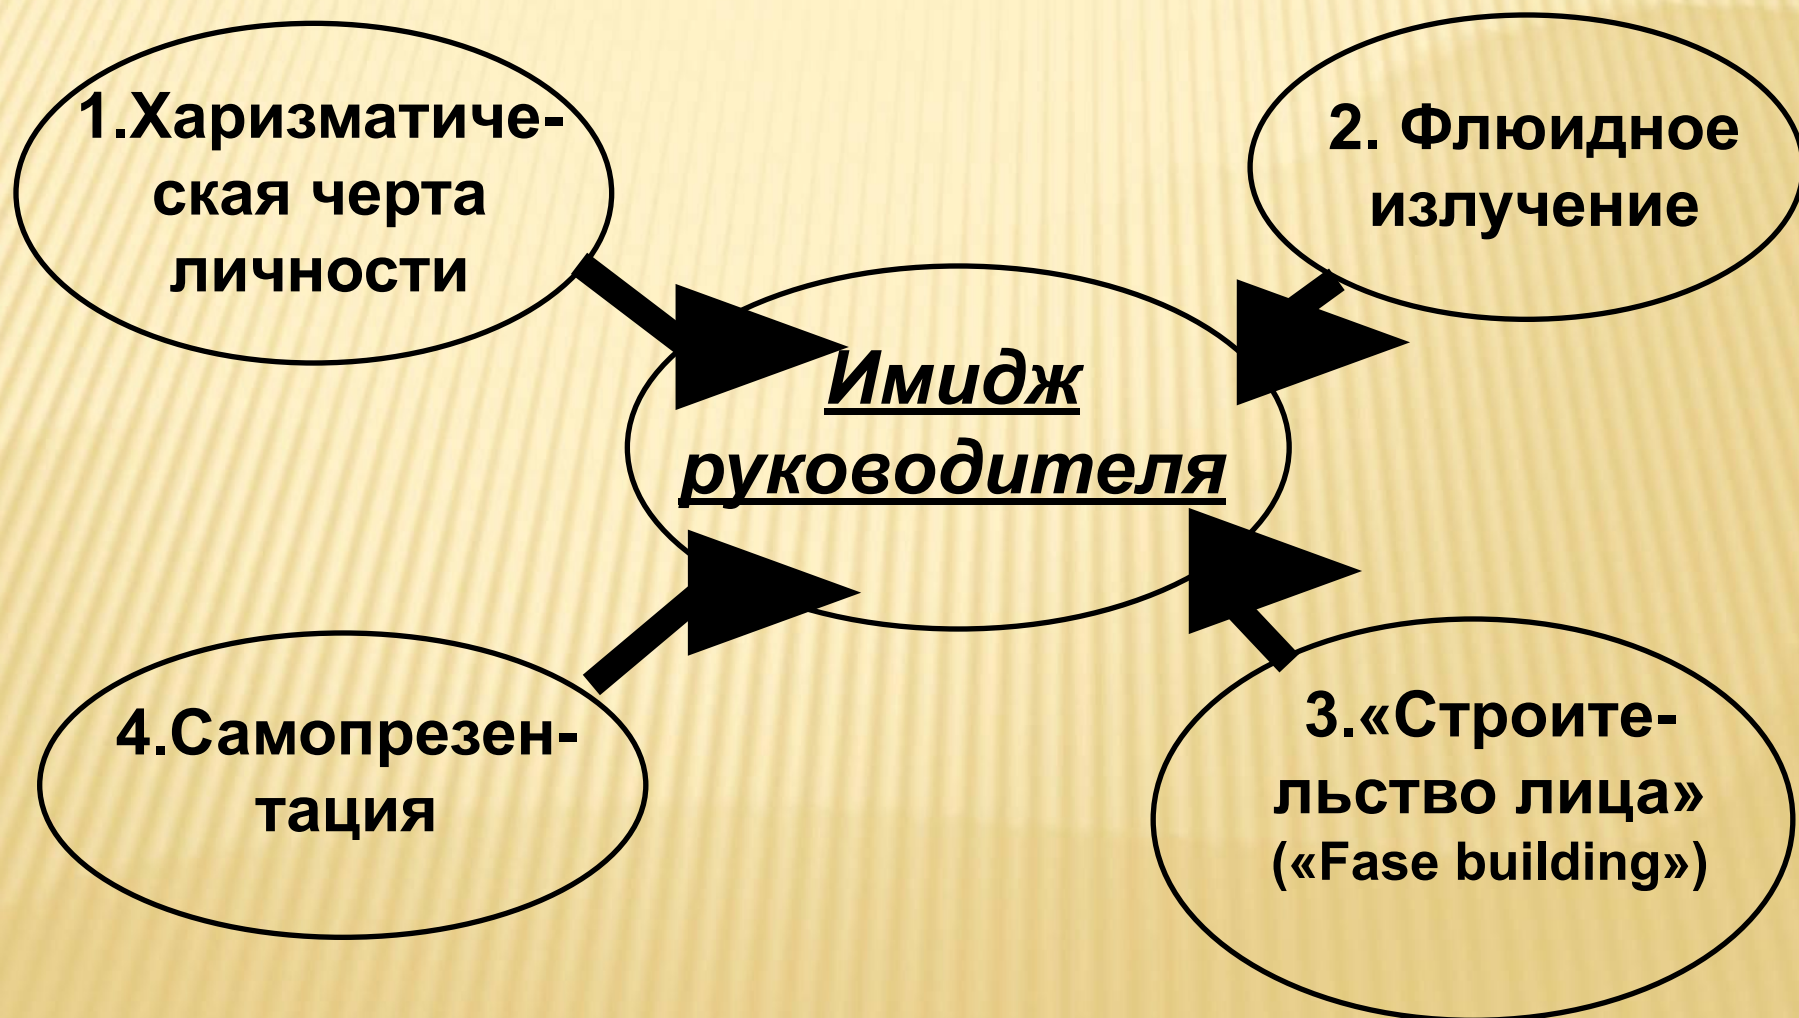 1.Харизматиче-
ская черта
личности
2. Флюидное
излучение
Имидж
руководителя
4.Самопрезен-
тация
3.«Строите-
льство лица»
(«Fase building»)